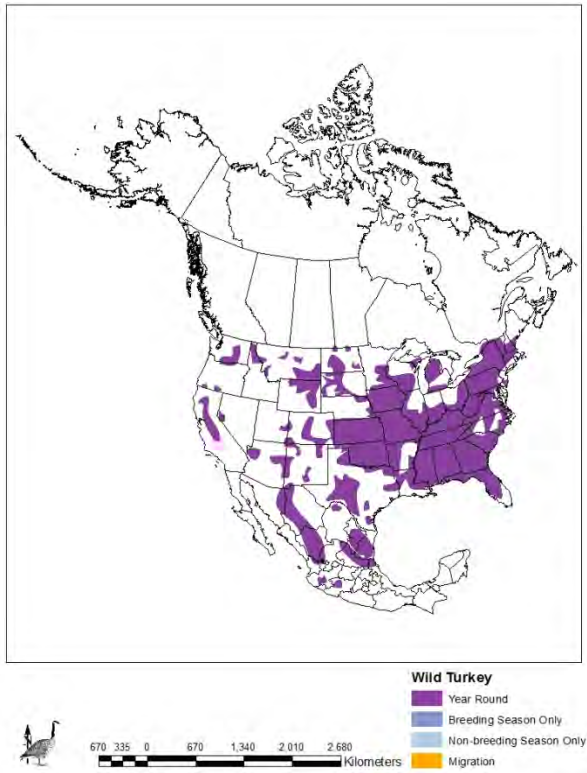 Wild Turkey
Year Round
Breeding Season Only
Non-breeding Season Only
Migration
670 335 0 670 1,340 2.010 2.680
Kilometers